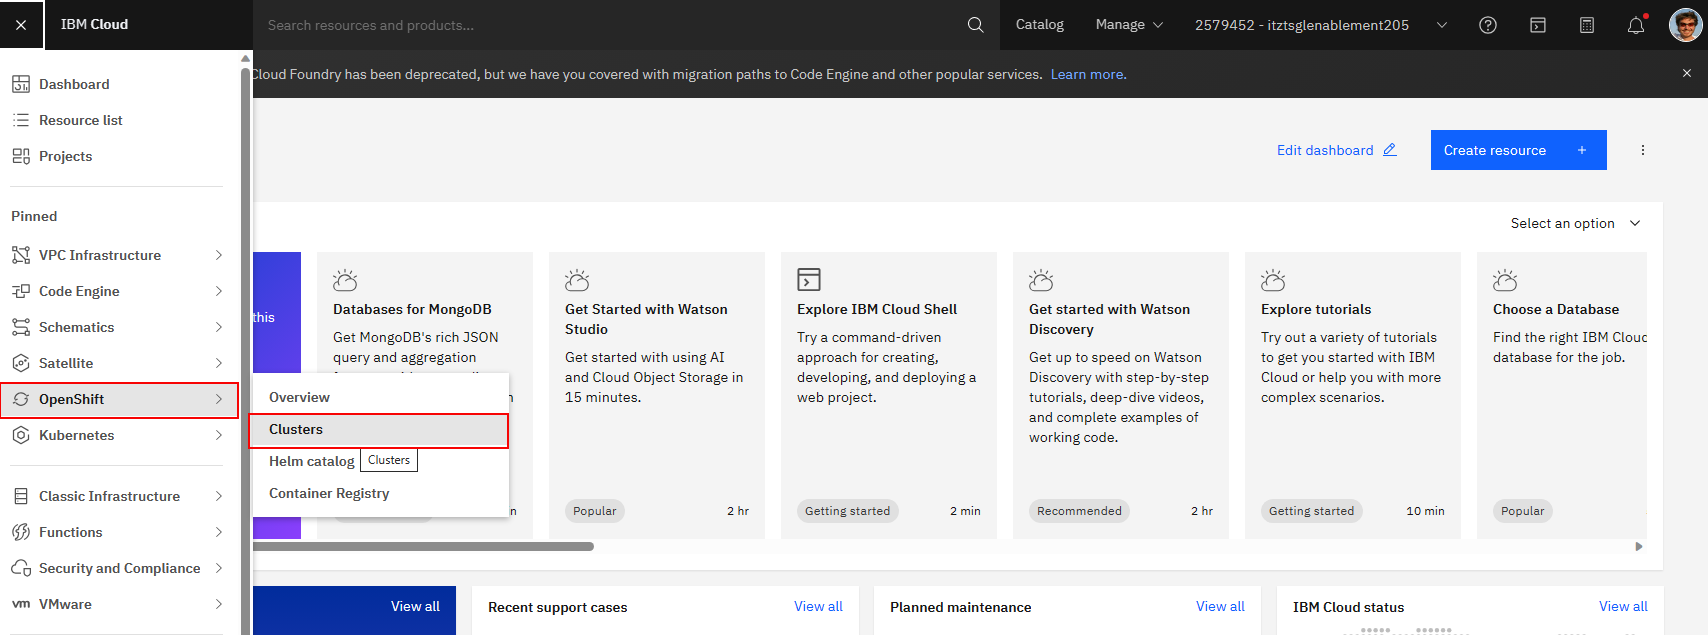 IBM Cloud
Search resources and products...
Catalog
Manage
2579452 - itztsglenablement205
Cloud Foundry has been deprecated, but we have you covered with migration paths to Code Engine and other popular services. Learn more.
Dashboard
Resource list
Projects
Pinned
VPC Infrastructure
Code Engine
Schematics
Satellite
OpenShift
Kubernetes
Classic Infrastructure
Functions
Security and Compliance
vm VMware
Overview
Clusters
Helm catalog
Clusters
Container Registry
Edit dashboard
Create resource +
Select an option
this
Databases for MongoDB
Get MongoDB's rich JSON
query and aggregation
Get Started with Watson
Studio
Get started with using AI
and Cloud Object Storage in
15 minutes.
Popular
2 hr
Explore IBM Cloud Shell
Try a command-driven
approach for creating,
developing, and deploying a
web project.
Getting started
2 min
Get started with Watson
Discovery
Get up to speed on Watson
Discovery with step-by-step
tutorials, deep-dive videos,
and complete examples of
working code.
Recommended
2 hr
Explore tutorials
Try out a variety of tutorials
to get you started with IBM
Cloud or help you with more
complex scenarios.
Getting started
10 min
Choose a Database
Find the right IBM Cloud
database for the job.
Popular
View all
Recent support cases
View all
Planned maintenance
View all
IBM Cloud status
View all